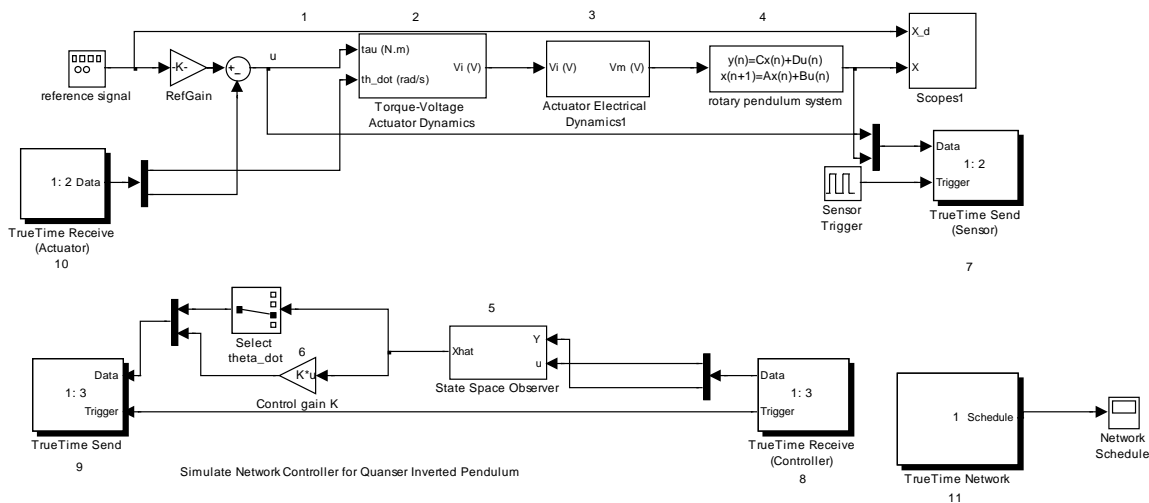 1
2
3
4
reference signal
-K-
RefGain
+
-
u
tau (N.m)
th_dot (rad/s)
Vi (V)
Torque-Voltage
Actuator Dynamics
Vi (V)
Vm (V)
Actuator Electrical
Dynamics1
y(n)=Cx(n)+Du(n)
x(n+1)=Ax(n)+Bu(n)
rotary pendulum system
X_d
X
Scopes1
1: 2
Data
TrueTime Receive
(Actuator)
10
Sensor
Trigger
Data
1: 2
Trigger
TrueTime Send
(Sensor)
7
Select
theta_dot
6
K*u
Control gain K
5
Xhat
Y
u
State Space Observer
Data
1: 3
Trigger
TrueTime Send
9
Data
1: 3
Trigger
TrueTime Receive
(Controller)
8
1
Schedule
TrueTime Network
11
Network
Schedule
Simulate Network Controller for Quanser Inverted Pendulum